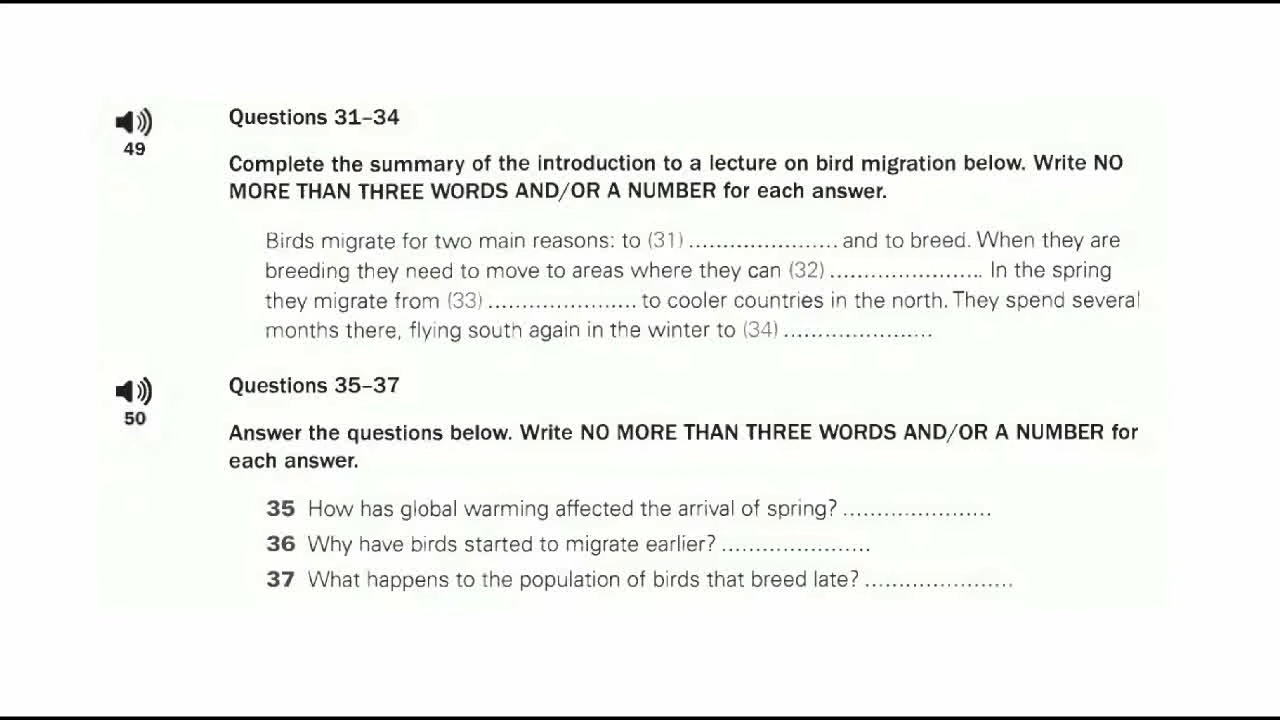 Questions 31–34
49
Complete the summary of the introduction to a lecture on bird migration below. Write NO
MORE THAN THREE WORDS AND/OR A NUMBER for each answer.
Birds migrate for two main reasons: to (31) ...................... and to breed. When they are
breeding they need to move to areas where they can (32) ...................... In the spring
they migrate from (33) ...................... to cooler countries in the north. They spend several
months there, flying south again in the winter to (34) ......................
Questions 35–37
50
Answer the questions below. Write NO MORE THAN THREE WORDS AND/OR A NUMBER for
each answer.
35 How has global warming affected the arrival of spring? ......................
36 Why have birds started to migrate earlier? ......................
37 What happens to the population of birds that breed late? ......................